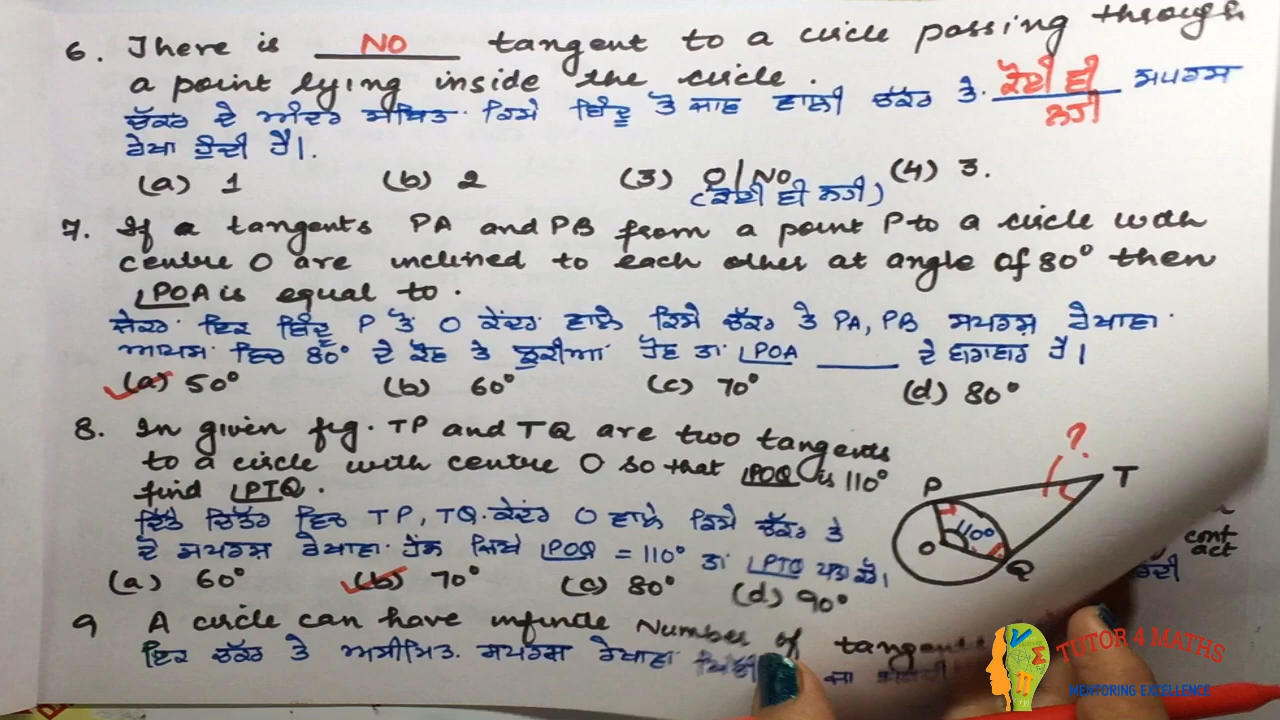 6. There is NO tangent to a circle passing through
a point lying inside the circle.
ਚੱਕਰ ਦੇ ਅੰਦਰ ਸਥਿਤ ਕਿਸੇ ਬਿੰਦੂ ਤੋਂ ਜਾਣ ਵਾਲੀ ਚੱਕਰ ਤੇ ਕੋਈ ਵੀ ਨਹੀ ਸਪਰਸ਼
ਰੇਖਾ ਹੁੰਦੀ ਹੈ।
(a) 1 (b) 2 (3) 0/NO (4) 3.
(ਕੋਈ ਵੀ ਨਹੀ)
7. If a tangents PA and PB from a point P to a circle with
centre O are inclined to each other at angle of 80° then
∠POA is equal to.
ਜੇਕਰ ਇਕ ਬਿੰਦੂ P ਤੋਂ O ਕੇਂਦਰ ਵਾਲੇ ਕਿਸੇ ਚੱਕਰ ਤੇ PA, PB ਸਪਰਸ਼ ਰੇਖਾਵਾਂ
ਆਪਸ ਵਿਚ 80° ਦੇ ਕੋਣ ਤੇ ਝੁਕੀਆਂ ਹੋਣ ਤਾਂ ∠POA ______ ਦੇ ਬਰਾਬਰ ਹੈ।
(a) 50° (b) 60° (c) 70° (d) 80°
8. In given fig. TP and TQ are two tangents
to a circle with centre O so that ∠POQ is 110°
find ∠PTQ.
ਦਿੱਤੇ ਚਿੱਤਰ ਵਿਚ TP, TQ ਕੇਂਦਰ O ਵਾਲੇ ਕਿਸੇ ਚੱਕਰ ਤੇ
ਦੋ ਸਪਰਸ਼ ਰੇਖਾਵਾਂ ਹਨ ਜਿਥੇ ∠POQ = 110° ਤਾਂ ∠PTQ ਪਤਾ ਕਰੋ।
(a) 60° (b) 70° (c) 80° (d) 90°
?
P T
110°
O
Q
cont
act
9 A circle can have infinite Number of tangent
ਇਕ ਚੱਕਰ ਤੇ ਅਸੀਮਿਤ ਸਪਰਸ਼ ਰੇਖਾਵਾਂ
TUTOR 4 MATHS
MENTORING EXCELLENCE